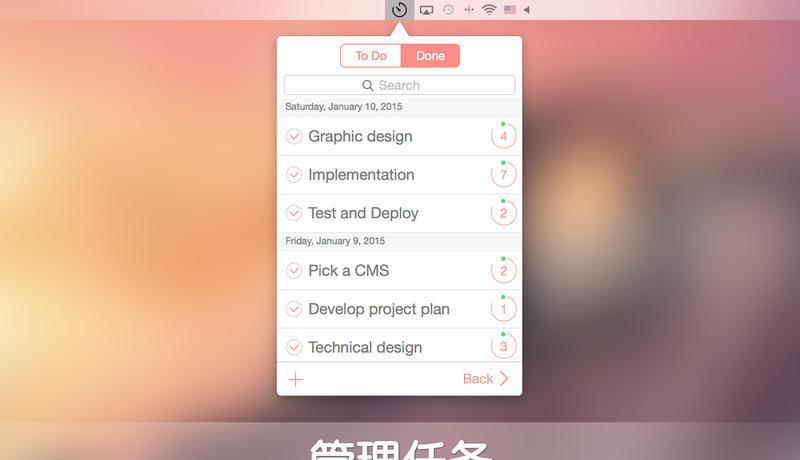 To Do Done
Search
Saturday, January 10, 2015
Graphic design 4
Implementation 7
Test and Deploy 2
Friday, January 9, 2015
Pick a CMS 2
Develop project plan 1
Technical design 3
Back
管理任务